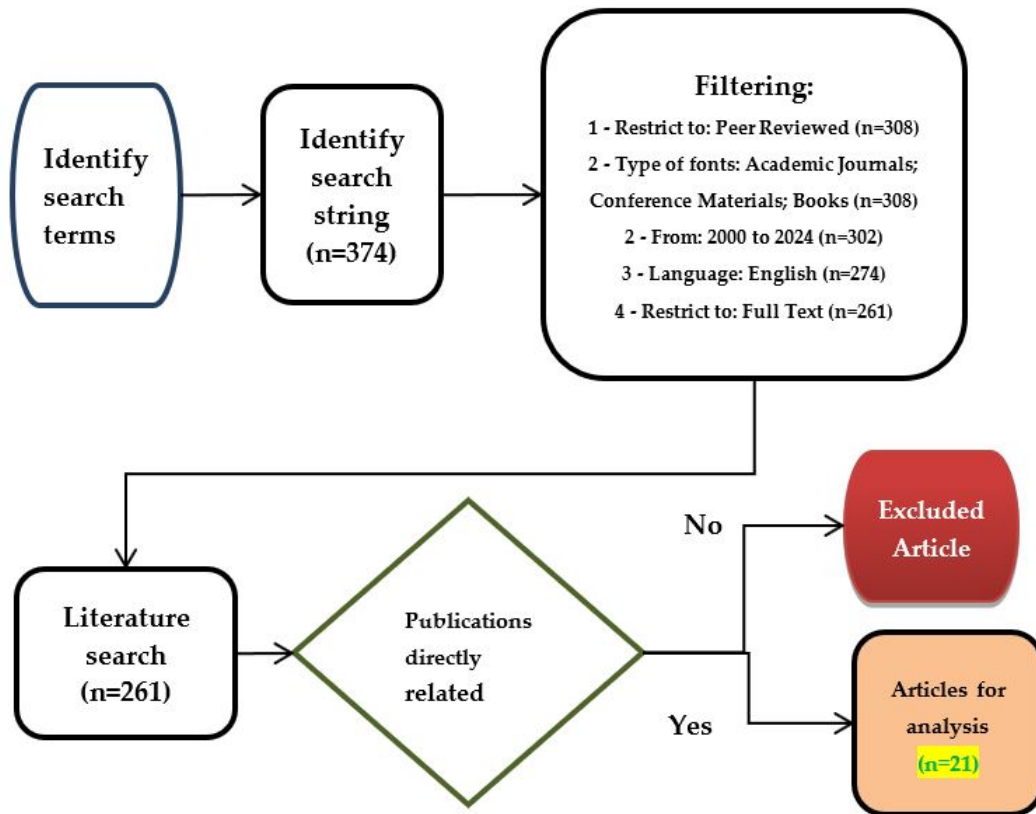 Identify
search
terms
Identify
search
string
(n=374)
Filtering:
1 - Restrict to: Peer Reviewed (n=308)
2 - Type of fonts: Academic Journals;
Conference Materials; Books (n=308)
2 - From: 2000 to 2024 (n=302)
3 - Language: English (n=274)
4 - Restrict to: Full Text (n=261)
Literature
search
(n=261)
Publications
directly
related
No
Excluded
Article
Yes
Articles for
analysis
(n=21)